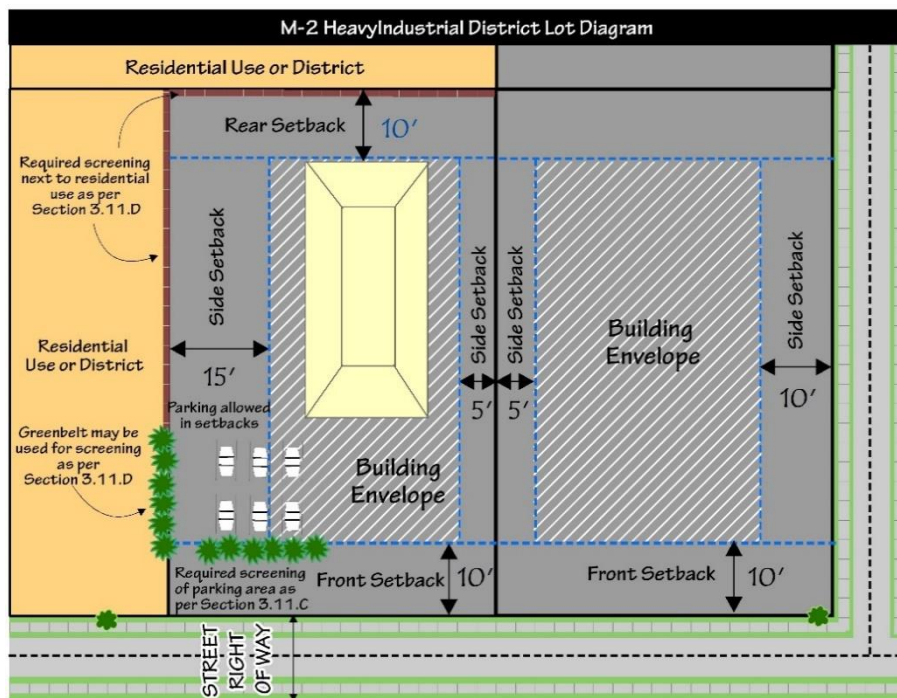 M-2 HeavyIndustrial District Lot Diagram
Residential Use or District
Rear Setback
10'
Required screening
next to residential
use as per
Section 3.11.D
Side Setback
15'
Parking allowed
in setbacks
Residential
Use or District
Greenbelt may be
used for screening
as per
Section 3.11.D
Building
Envelope
Side Setback
5'
Side Setback
5'
Building
Envelope
Side Setback
10'
Required screening
of parking area as
per Section 3.11.C
Front Setback
10'
Front Setback
10'
STREET
RIGHT
OF WAY